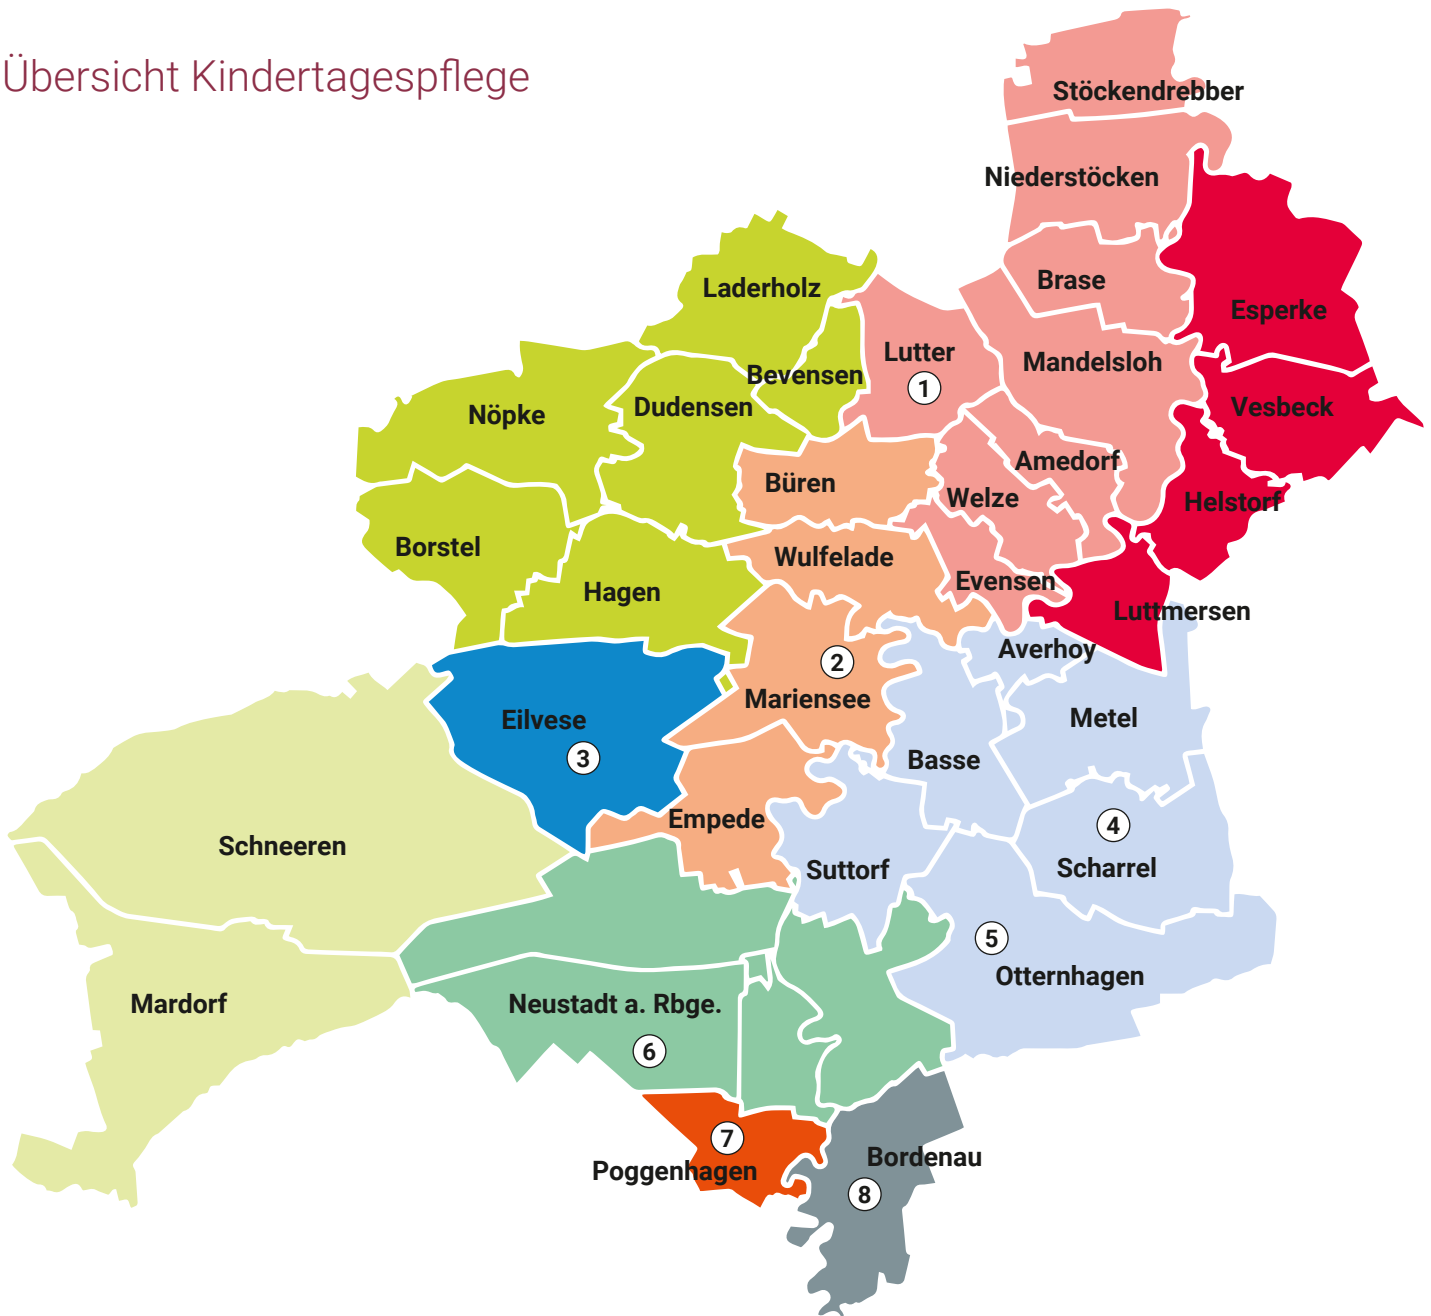 Übersicht Kindertagespflege
Stöckendrebber
Niederstöcken
Brase
Laderholz
Esperke
Lutter
1
Mandelsloh
Bevensen
Nöpke
Dudensen
Vesbeck
Amedorf
Büren
Welze
Helstorf
Borstel
Wulfelade
Hagen
Evensen
Luttmersen
Averhoy
2
Mariensee
Eilvese
3
Metel
Basse
Empede
4
Schneeren
Suttorf
Scharrel
5
Otternhagen
Mardorf
Neustadt a. Rbge.
6
7
Poggenhagen
Bordenau
8